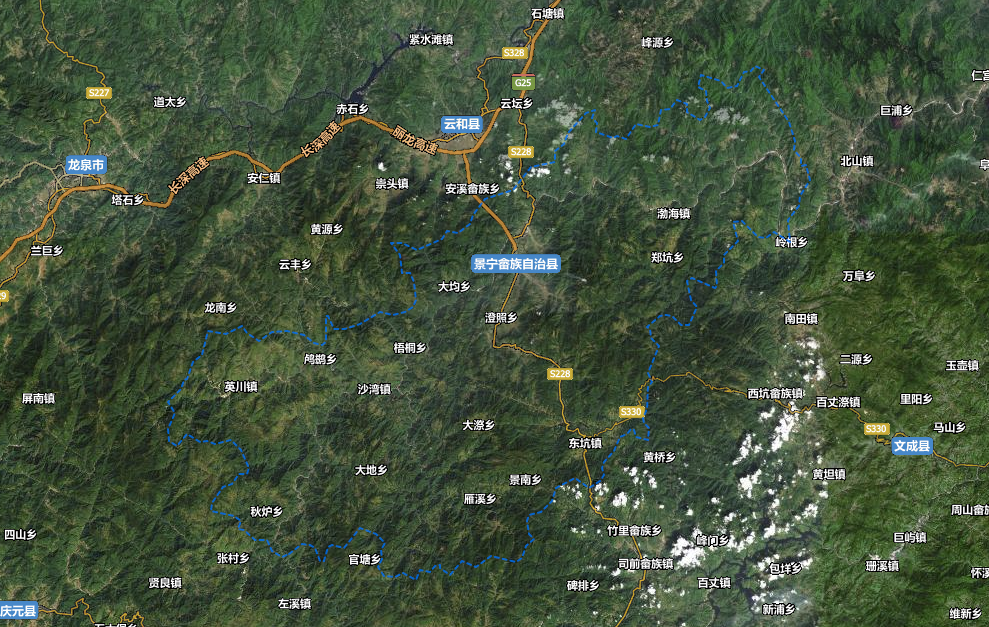 石塘镇
紧水滩镇
峰源乡
S328
仁宫
G25
S227
道太乡
赤石乡
云坛乡
巨浦乡
云和县
丽龙高速
长深高速
S228
龙泉市
长深高速
北山镇
阜
安仁镇
崇头镇
安溪畲族乡
塔石乡
渤海镇
黄源乡
岭根乡
兰巨乡
郑坑乡
云丰乡
景宁畲族自治县
万阜乡
大均乡
9
龙南乡
澄照乡
南田镇
梧桐乡
鸬鹚乡
二源乡
玉壶镇
S228
英川镇
沙湾镇
西坑畲族镇
屏南镇
百丈漈镇
里阳乡
S330
大漈乡
S330
马山乡
东坑镇
文成县
黄桥乡
大地乡
黄坦镇
景南乡
雁溪乡
秋炉乡
周山畲族
竹里畲族乡
四山乡
巨屿镇
张村乡
官塘乡
司前畲族镇
包垟乡
珊溪镇
怀溪
贤良镇
碑排乡
百丈镇
左溪镇
庆元县
新浦乡
维新乡